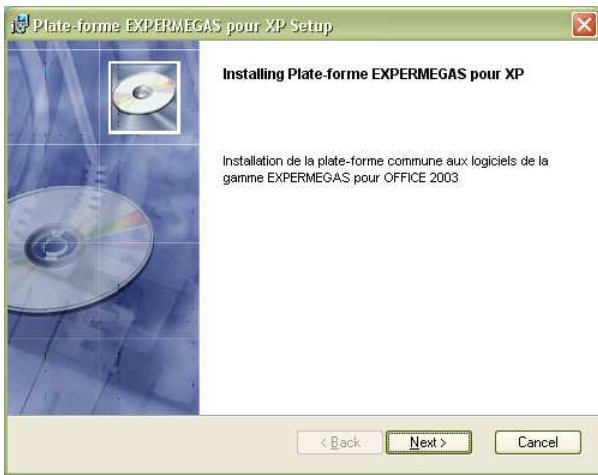 Plate-forme EXPERMEGAS pour XP Setup
Installing Plate-forme EXPERMEGAS pour XP
Installation de la plate-forme commune aux logiciels de la
gamme EXPERMEGAS pour OFFICE 2003
< Back Next > Cancel